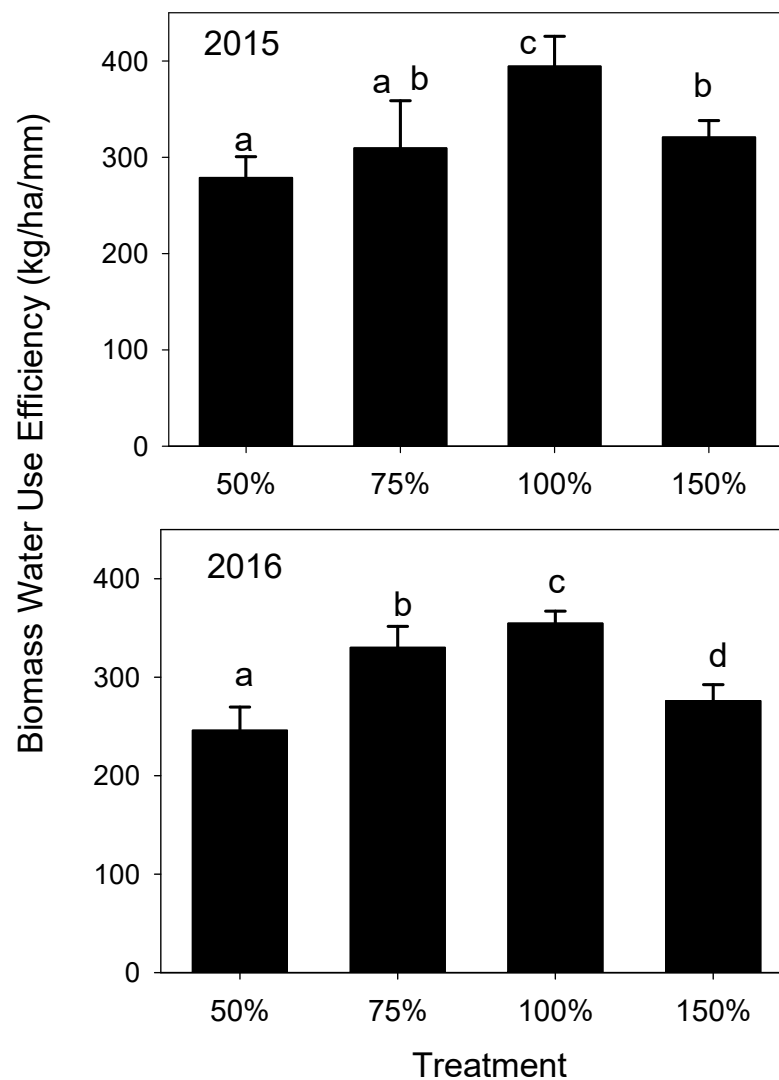 Biomass Water Use Efficiency (kg/ha/mm)
2015
400
300
200
100
0
a
a b
c
b
50% 75% 100% 150%
2016
400
300
200
100
0
a
b
c
d
50% 75% 100% 150%
Treatment